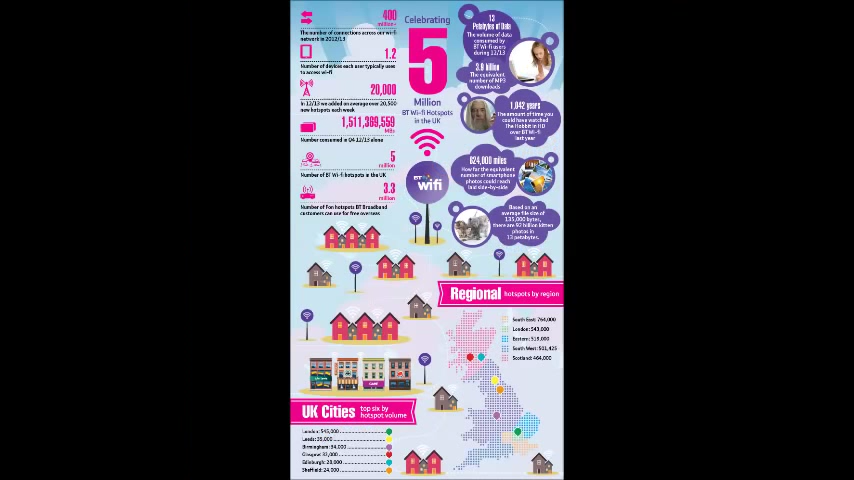 400
million+
The number of connections across our wi-fi
network in 2012/13
1.2
Number of devices each user typically uses
to access wi-fi
20,000
In 12/13 we added on average over 20,500
new hotspots each week
1,511,389,559
MBs
Number consumed in Q4 12/13 alone
5
million
Number of BT Wi-fi hotspots in the UK
3.3
million
Number of Fon hotspots BT Broadband
customers can use for free overseas
Celebrating
5
Million
BT Wi-fi Hotspots
in the UK
BT
wifi
13
Petabytes of Data
The volume of data
consumed by
BT Wi-fi users
during 12/13
3.9 billion
The equivalent
number of MP3
downloads
1,042 years
The amount of time you
could have watched
The Hobbit in HD
over BT Wi-fi
last year
624,000 miles
How far the equivalent
number of smartphone
photos could reach
laid side-by-side
Based on an
average file size of
135,000 bytes,
there are 92 billion kitten
photos in
13 petabytes.
Regional hotspots by region
South East: 764,000
London: 543,000
Eastern: 515,000
South West: 501,425
Scotland: 464,000
UK Cities top six by
hotspot volume
London: 545,000
Leeds: 35,000
Birmingham: 34,000
Glasgow: 33,000
Edinburgh: 28,000
Sheffield: 24,000